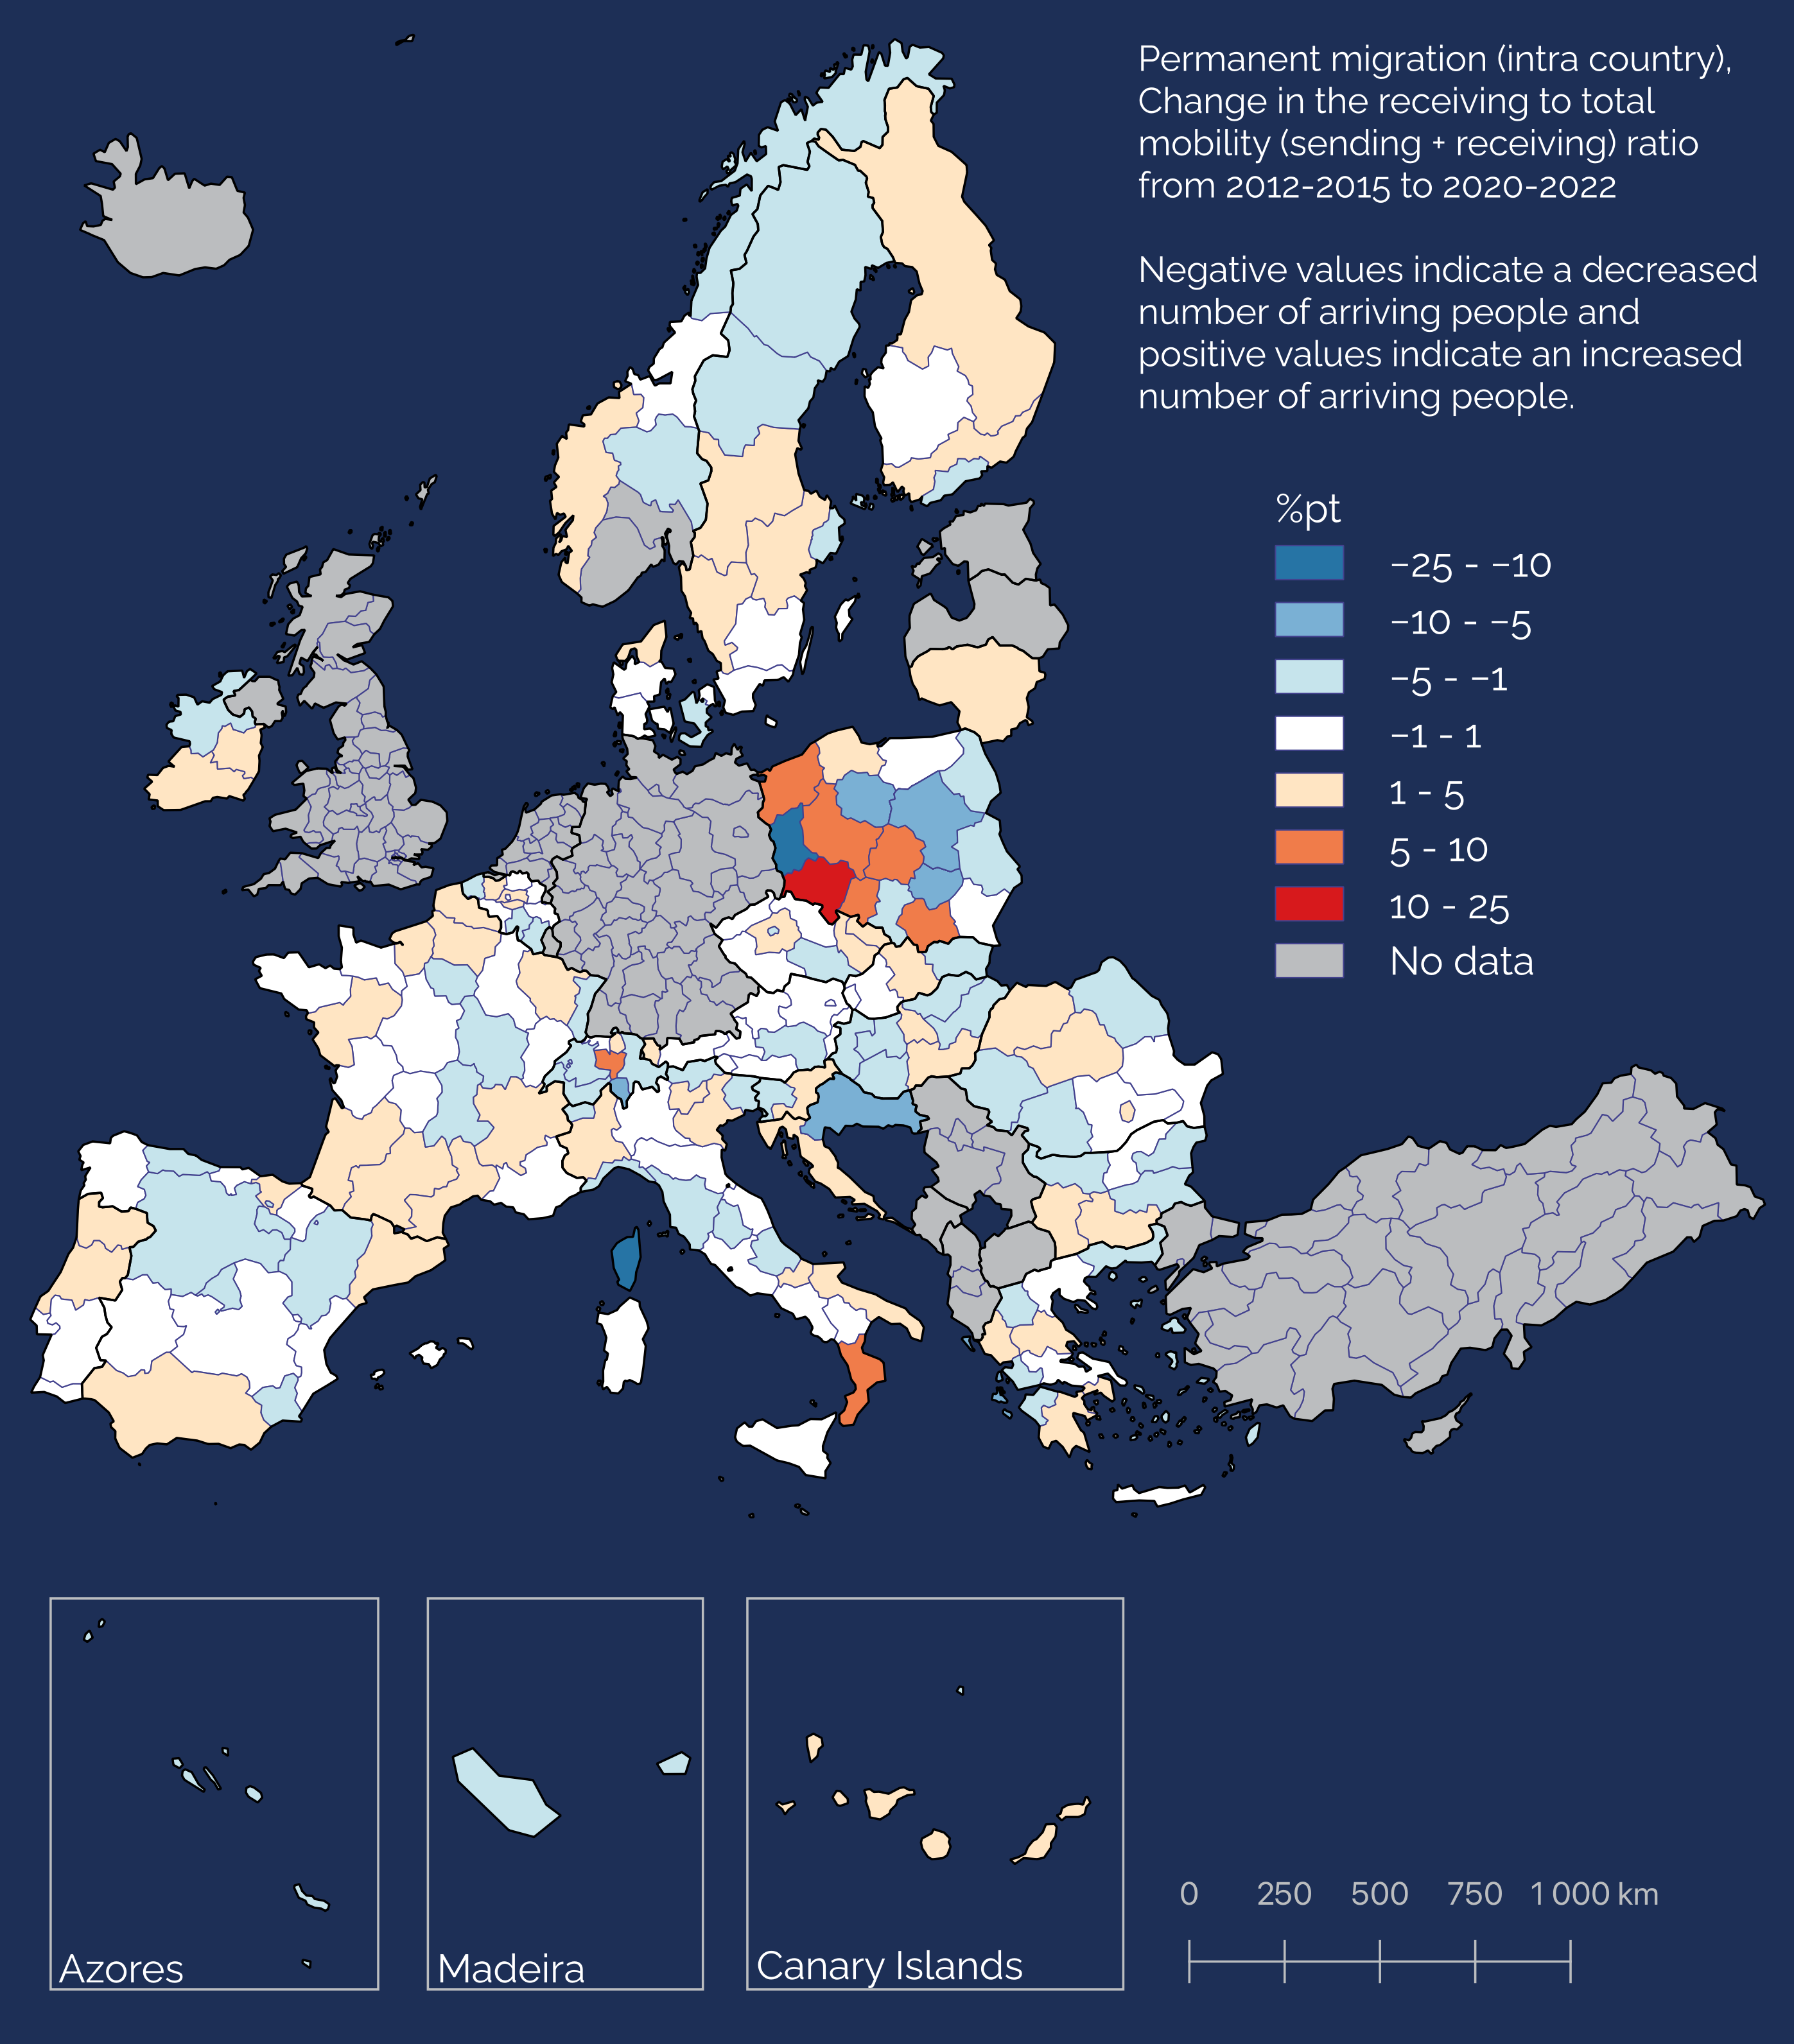 Permanent migration (intra country),
Change in the receiving to total
mobility (sending + receiving) ratio
from 2012-2015 to 2020-2022
Negative values indicate a decreased
number of arriving people and
positive values indicate an increased
number of arriving people.
%pt
−25 - −10
−10 - −5
−5 - −1
−1 - 1
1 - 5
5 - 10
10 - 25
No data
0 250 500 750 1 000 km
Azores
Madeira
Canary Islands